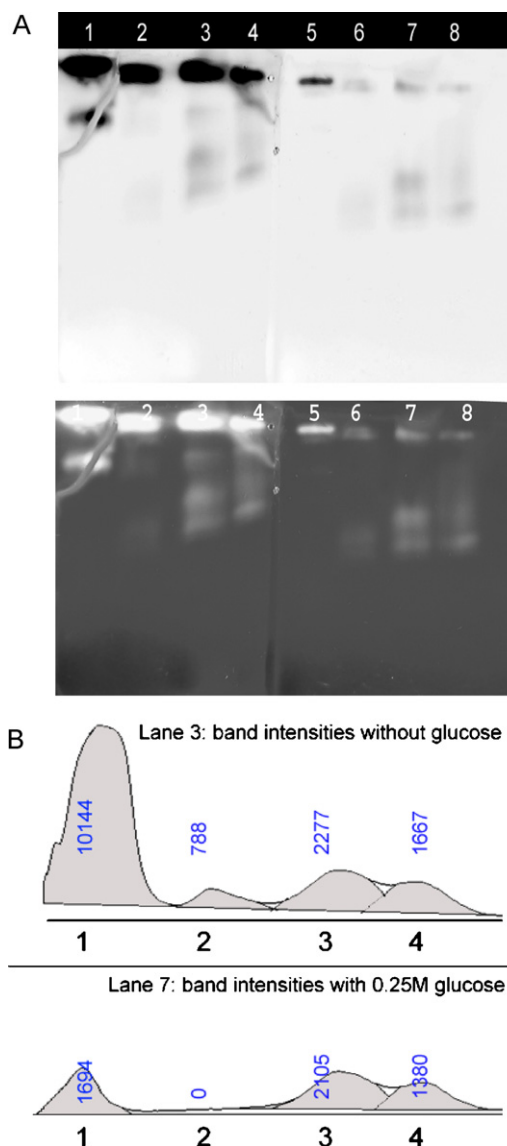 A
1 2 3 4 5 6 7 8
1 2 3 4 5 6 7 8
B
Lane 3: band intensities without glucose
10144 788 2277 1667
1 2 3 4
Lane 7: band intensities with 0.25M glucose
1694 0 2105 1380
1 2 3 4